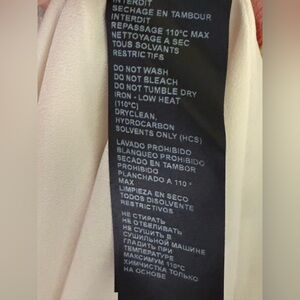 INTERDIT
SECHAGE EN TAMBOUR
INTERDIT
REPASSAGE 110°C MAX
NETTOYAGE A SEC
TOUS SOLVANTS
RESTRICTIFS
DO NOT WASH
DO NOT BLEACH
DO NOT TUMBLE DRY
IRON - LOW HEAT
(110°C)
DRYCLEAN,
HYDROCARBON
SOLVENTS ONLY (HCS)
LAVADO PROHIBIDO
BLANQUEO PROHIBIDO
SECADO EN TAMBOR
PROHIBIDO
PLANCHADO A 110°
MAX
LIMPIEZA EN SECO
TODOS DISOLVENTE
RESTRICTIVOS
НЕ СТИРАТЬ
НЕ ОТБЕЛИВАТЬ
НЕ СУШИТЬ В
СУШИЛЬНОЙ МАШИНЕ
ГЛАДИТЬ ПРИ
ТЕМПЕРАТУРЕ
МАКСИМУМ 110°C
ХИМЧИСТКА ТОЛЬКО
НА ОСНОВЕ